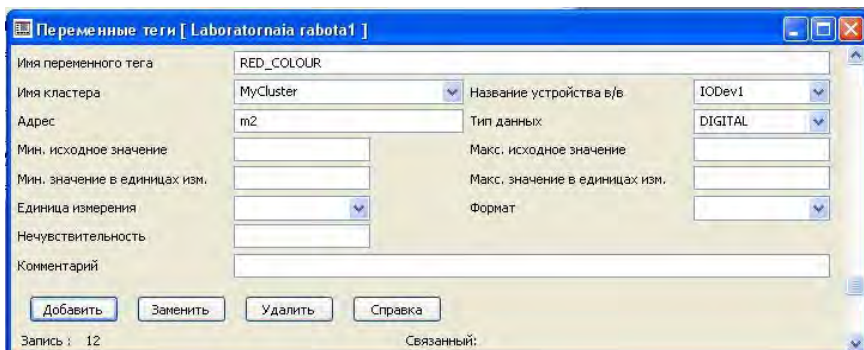 Переменные теги [ Laboratornaia rabota1 ]
Имя переменного тега RED_COLOUR
Имя кластера MyCluster Название устройства в/в IODev1
Адрес m2 Тип данных DIGITAL
Мин. исходное значение Макс. исходное значение
Мин. значение в единицах изм. Макс. значение в единицах изм.
Единица измерения Формат
Нечувствительность
Комментарий
Добавить Заменить Удалить Справка
Запись : 12 Связанный: